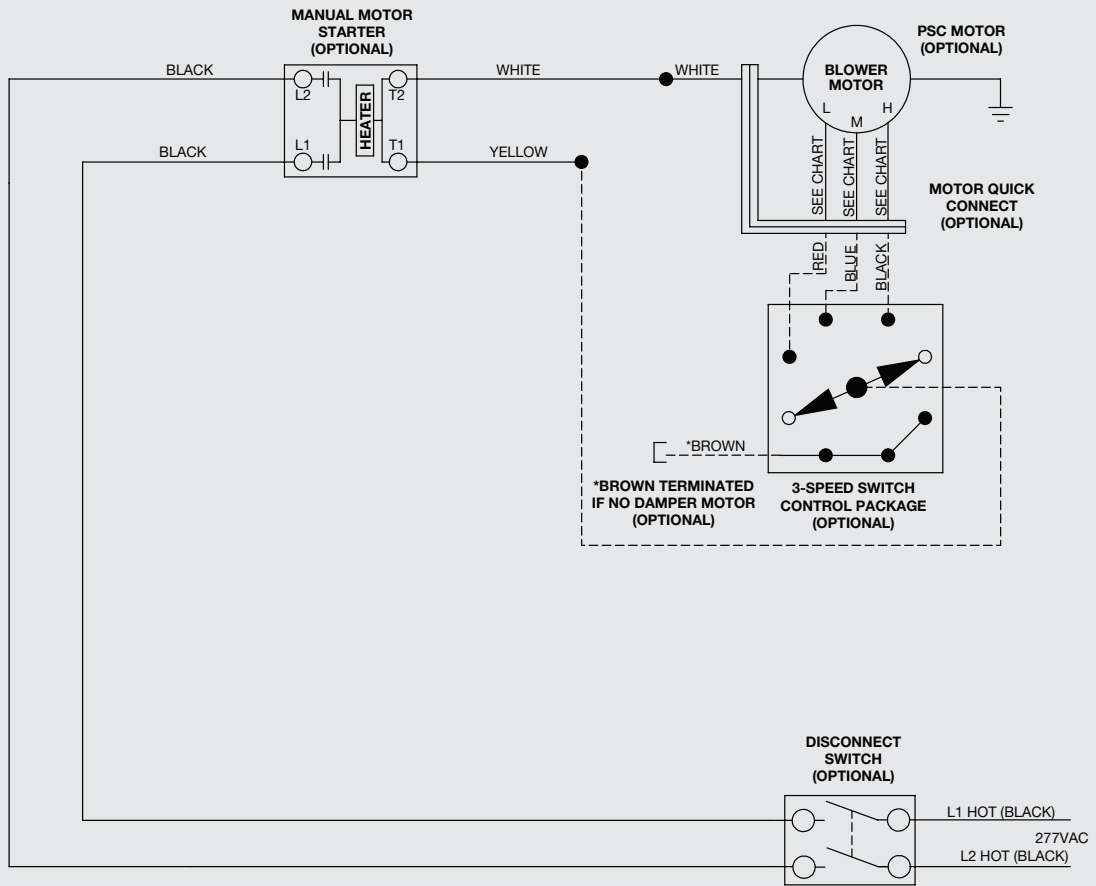 MANUAL MOTOR
STARTER
(OPTIONAL)
PSC MOTOR
(OPTIONAL)
BLACK
L2
T2
WHITE
WHITE
BLOWER
MOTOR
L
M
H
HEATER
BLACK
L1
T1
YELLOW
SEE CHART
SEE CHART
SEE CHART
MOTOR QUICK
CONNECT
(OPTIONAL)
RED
BLUE
BLACK
*BROWN
*BROWN TERMINATED
IF NO DAMPER MOTOR
(OPTIONAL)
3-SPEED SWITCH
CONTROL PACKAGE
(OPTIONAL)
DISCONNECT
SWITCH
(OPTIONAL)
L1 HOT (BLACK)
277VAC
L2 HOT (BLACK)